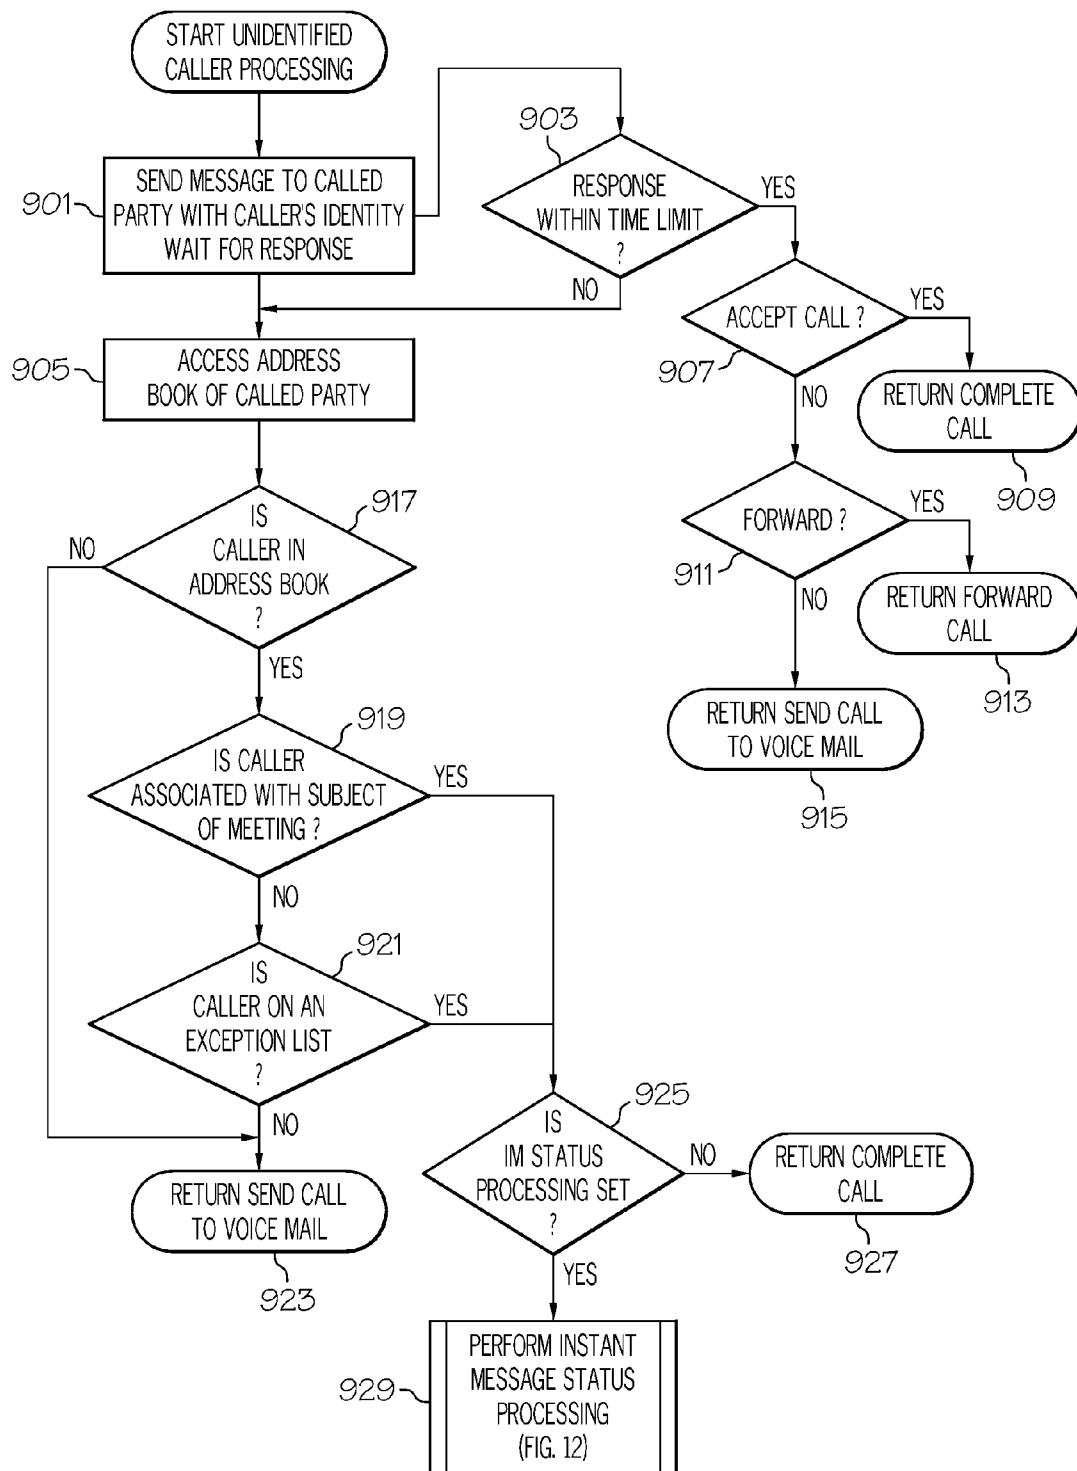 START UNIDENTIFIED
CALLER PROCESSING
901
SEND MESSAGE TO CALLED
PARTY WITH CALLER'S IDENTITY
WAIT FOR RESPONSE
903
RESPONSE
WITHIN TIME LIMIT
?
YES
NO
905
ACCESS ADDRESS
BOOK OF CALLED PARTY
ACCEPT CALL ?
YES
907
NO
RETURN COMPLETE
CALL
909
FORWARD ?
YES
911
NO
RETURN FORWARD
CALL
913
RETURN SEND CALL
TO VOICE MAIL
915
917
IS
CALLER IN
ADDRESS BOOK
?
NO
YES
919
IS CALLER
ASSOCIATED WITH SUBJECT
OF MEETING ?
YES
NO
921
IS
CALLER ON AN
EXCEPTION LIST
?
YES
NO
RETURN SEND CALL
TO VOICE MAIL
923
925
IS
IM STATUS
PROCESSING SET
?
NO
YES
RETURN COMPLETE
CALL
927
929
PERFORM INSTANT
MESSAGE STATUS
PROCESSING
(FIG. 12)